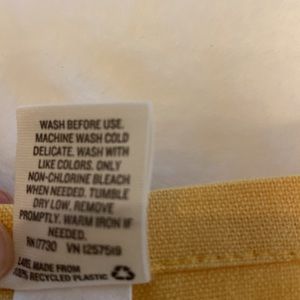 WASH BEFORE USE.
MACHINE WASH COLD
DELICATE. WASH WITH
LIKE COLORS. ONLY
NON-CHLORINE BLEACH
WHEN NEEDED. TUMBLE
DRY LOW. REMOVE
PROMPTLY. WARM IRON IF
NEEDED.
RN 17730 VN 1257519
LABEL MADE FROM
100% RECYCLED PLASTIC